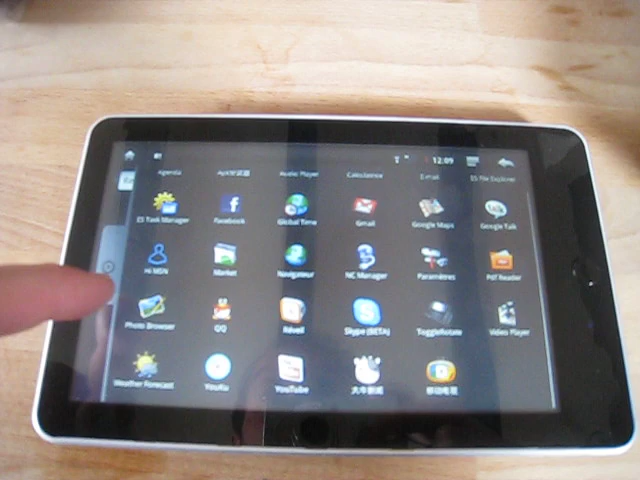 12:09
Agenda
Audio Player
Calculatrice
E-mail
ES File Explorer
ES Task Manager
Facebook
Global Time
Gmail
Google Maps
Google Talk
Hi MSN
Market
Navigateur
NC Manager
Paramètres
Pdf Reader
Photo Browser
QQ
Réveil
Skype (BETA)
ToggleRotate
Video Player
Weather Forecast
YouKu
YouTube